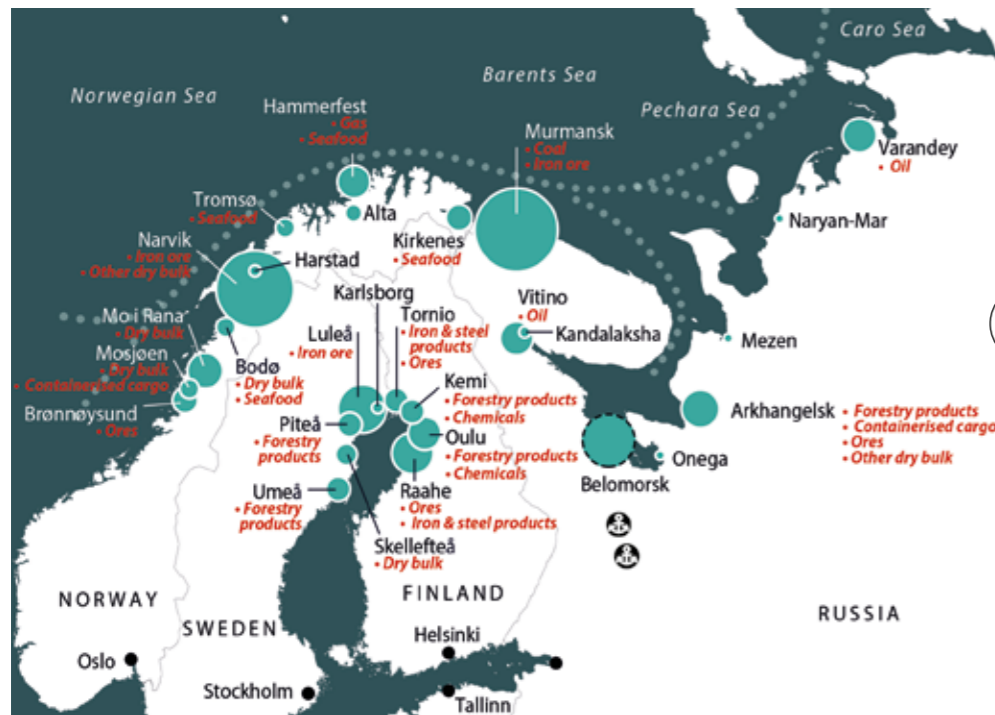 Caro Sea
Barents Sea
Norwegian Sea
Pechara Sea
Hammerfest
• Gas
• Seafood
Murmansk
• Coal
• Iron ore
Varandey
• Oil
Tromsø
• Seafood
Alta
Naryan-Mar
Kirkenes
• Seafood
Narvik
• Iron ore
• Other dry bulk
Harstad
Karlsborg
Tornio
• Iron & steel
products
• Ores
Vitino
• Oil
Kandalaksha
Mo i Rana
• Dry bulk
Luleå
• Iron ore
Mezen
Mosjøen
• Dry bulk
• Containerised cargo
Bodø
• Dry bulk
• Seafood
Kemi
• Forestry products
• Chemicals
Brønnøysund
• Ores
Piteå
• Forestry
products
Oulu
• Forestry products
• Chemicals
Arkhangelsk
• Forestry products
• Containerised cargo
• Ores
• Other dry bulk
Onega
Belomorsk
Umeå
• Forestry
products
Raahe
• Ores
• Iron & steel products
Skellefteå
• Dry bulk
NORWAY
SWEDEN
FINLAND
RUSSIA
Oslo
Helsinki
Stockholm
Tallinn